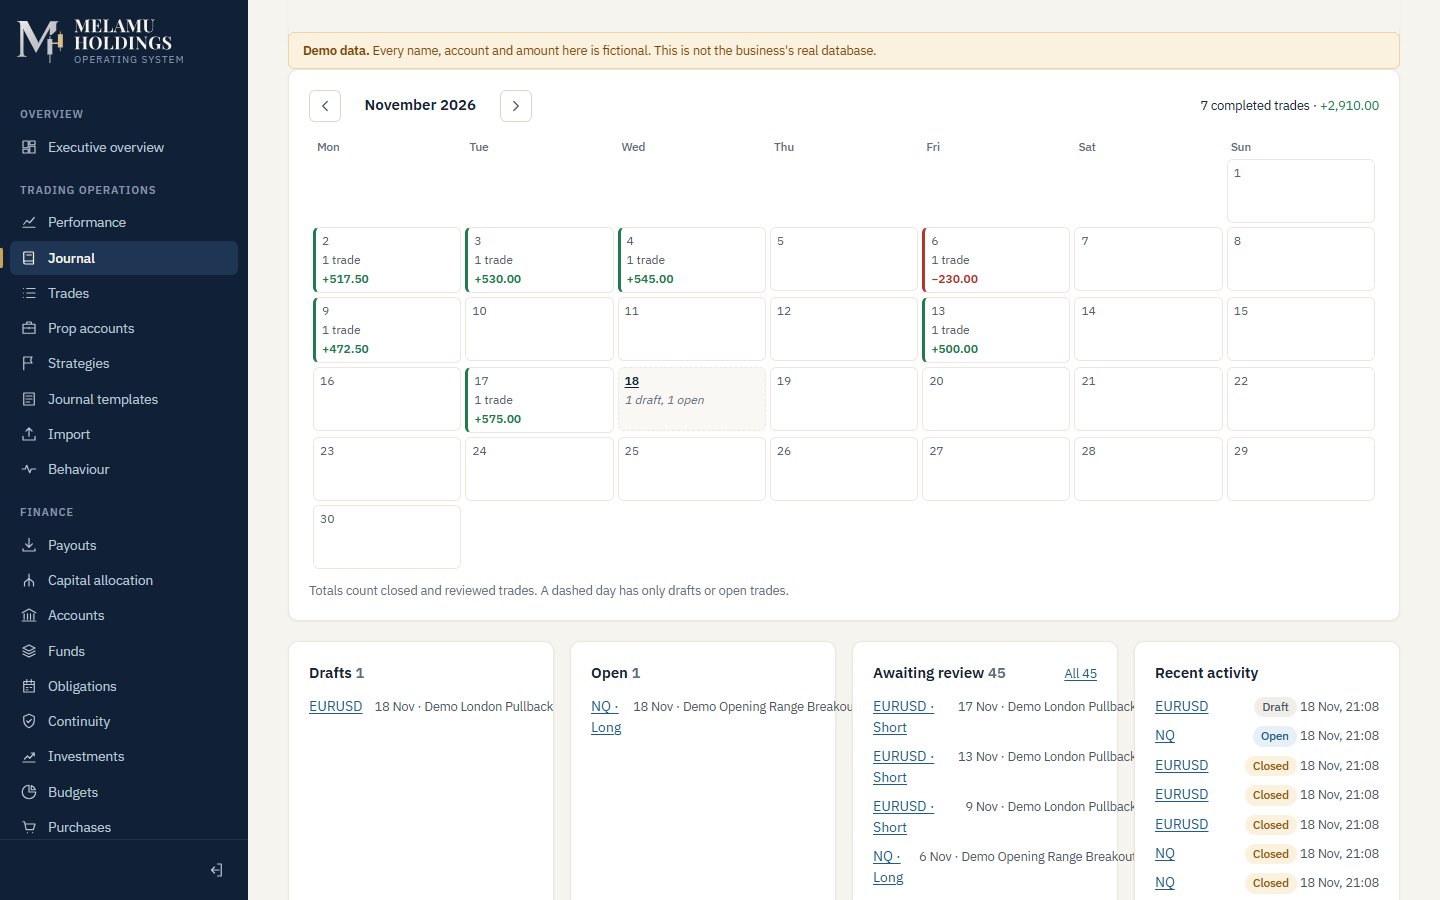 MELAMU
HOLDINGS
OPERATING SYSTEM
OVERVIEW
Executive overview
TRADING OPERATIONS
Performance
Journal
Trades
Prop accounts
Strategies
Journal templates
Import
Behaviour
FINANCE
Payouts
Capital allocation
Accounts
Funds
Obligations
Continuity
Investments
Budgets
Purchases
Demo data. Every name, account and amount here is fictional. This is not the business's real database.
November 2026
7 completed trades · +2,910.00
Mon Tue Wed Thu Fri Sat Sun
1
2 3 4 5 6 7 8
1 trade 1 trade 1 trade 1 trade
+517.50 +530.00 +545.00 −230.00
9 10 11 12 13 14 15
1 trade 1 trade
+472.50 +500.00
16 17 18 19 20 21 22
1 trade 1 draft, 1 open
+575.00
23 24 25 26 27 28 29
30
Totals count closed and reviewed trades. A dashed day has only drafts or open trades.
Drafts 1
EURUSD 18 Nov · Demo London Pullback
Open 1
NQ · Long 18 Nov · Demo Opening Range Breakou
Awaiting review 45 All 45
EURUSD · Short 17 Nov · Demo London Pullback
EURUSD · Short 13 Nov · Demo London Pullback
EURUSD · Short 9 Nov · Demo London Pullback
NQ · Long 6 Nov · Demo Opening Range Breakout
Recent activity
EURUSD Draft 18 Nov, 21:08
NQ Open 18 Nov, 21:08
EURUSD Closed 18 Nov, 21:08
EURUSD Closed 18 Nov, 21:08
EURUSD Closed 18 Nov, 21:08
NQ Closed 18 Nov, 21:08
NQ Closed 18 Nov, 21:08